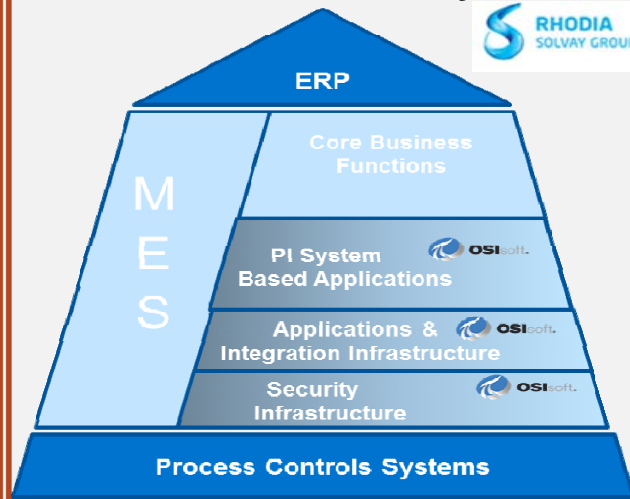 RHODIA
SOLVAY GROUP
ERP
Core Business
Functions
M
E
S
PI System
Based Applications
OSIsoft.
Applications &
Integration Infrastructure
OSIsoft.
Security
Infrastructure
OSIsoft.
Process Controls Systems